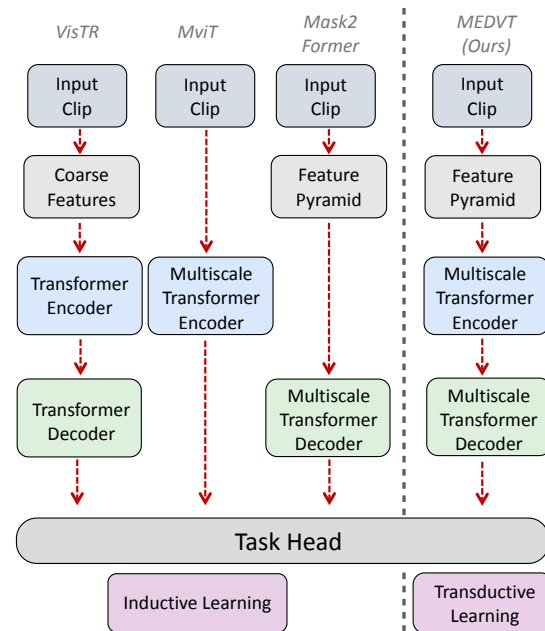 VisTR
MviT
Mask2
Former
MEDVT
(Ours)
Input
Clip
Input
Clip
Input
Clip
Input
Clip
Coarse
Features
Feature
Pyramid
Feature
Pyramid
Transformer
Encoder
Multiscale
Transformer
Encoder
Multiscale
Transformer
Encoder
Transformer
Decoder
Multiscale
Transformer
Decoder
Multiscale
Transformer
Decoder
Task Head
Inductive Learning
Transductive
Learning